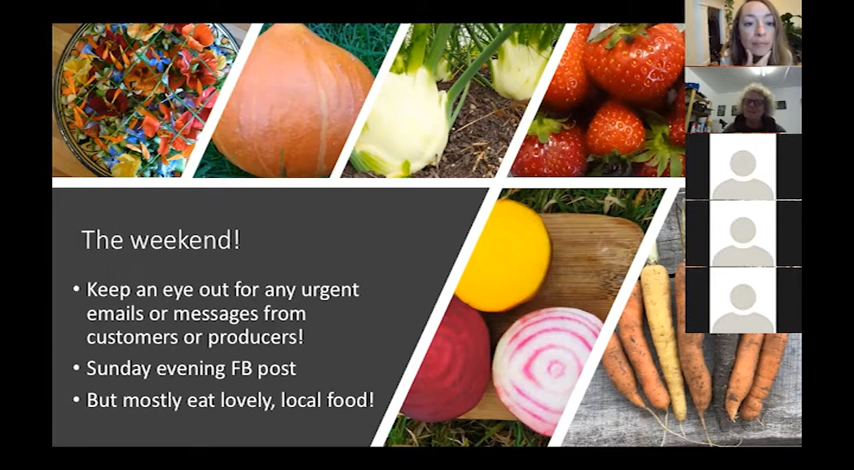 The weekend!
• Keep an eye out for any urgent
emails or messages from
customers or producers!
• Sunday evening FB post
• But mostly eat lovely, local food!